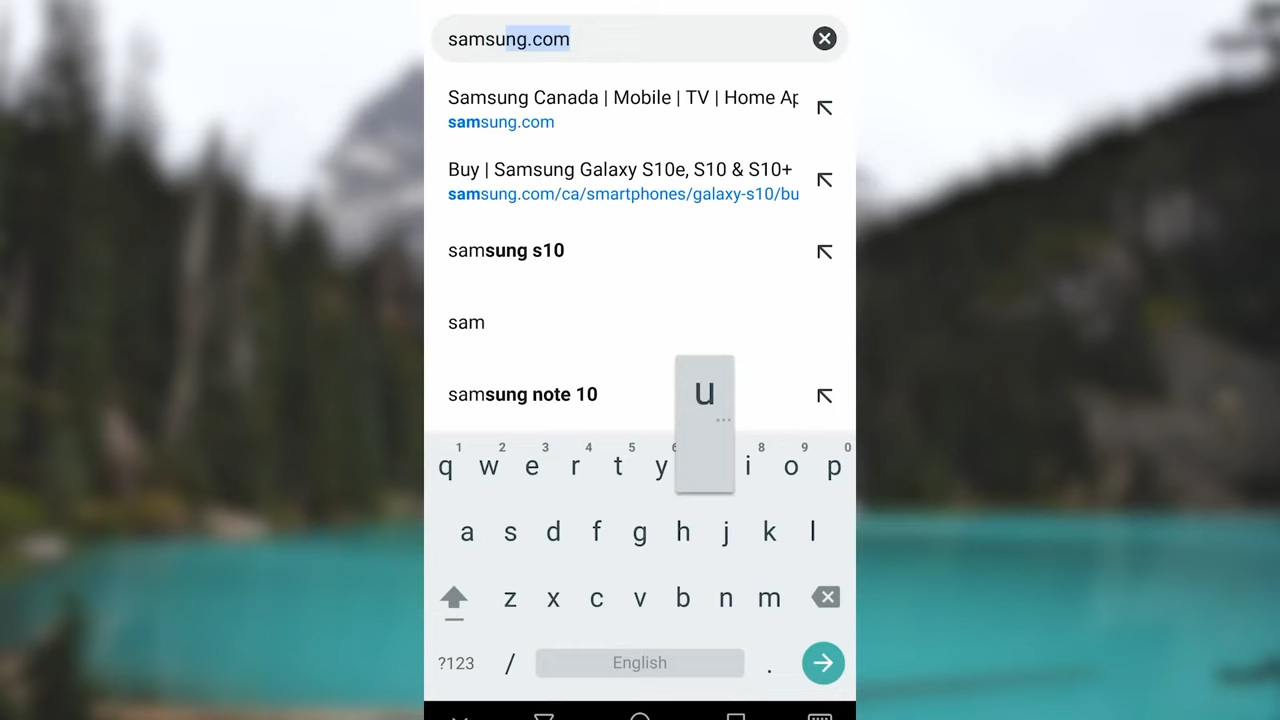 samsung.com
Samsung Canada | Mobile | TV | Home Ap
samsung.com
Buy | Samsung Galaxy S10e, S10 & S10+
samsung.com/ca/smartphones/galaxy-s10/bu
samsung s10
sam
samsung note 10
u
1 2 3 4 5 6 8 9 0
q w e r t y i o p
a s d f g h j k l
z x c v b n m
?123 / English .